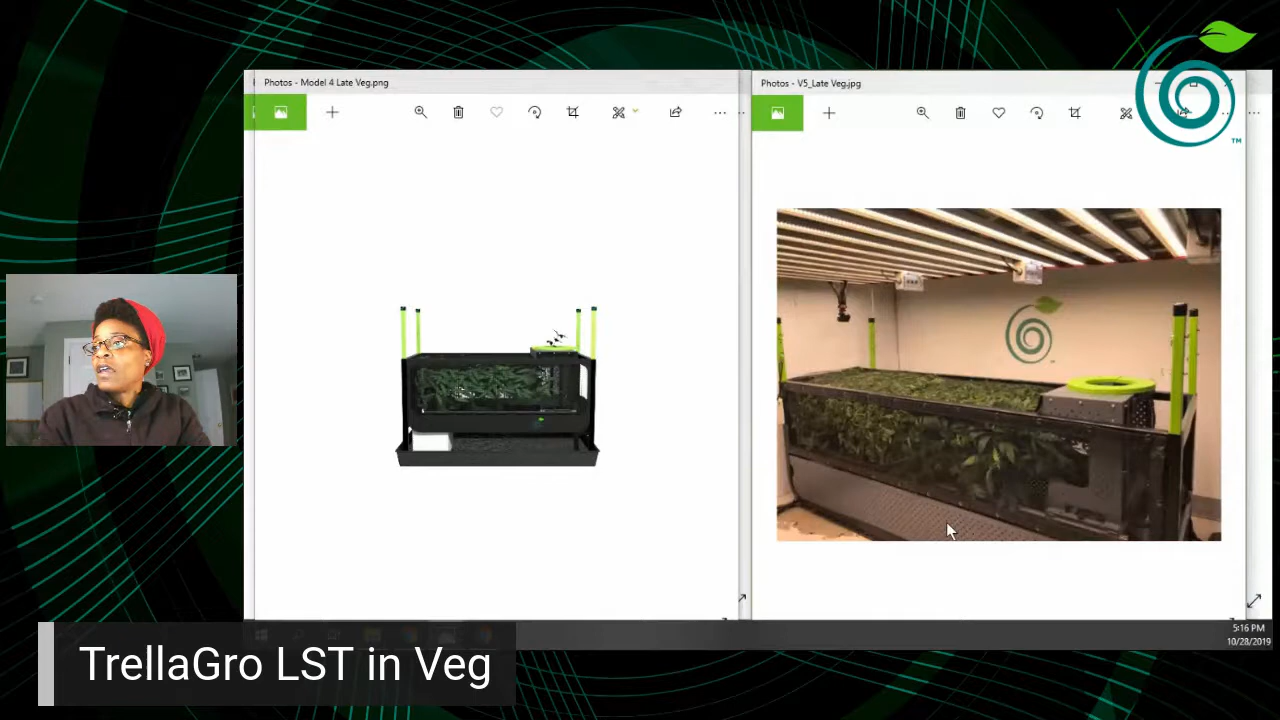 Photos - Model 4 Late Veg.png
Photos - V5_Late Veg.jpg
TM
5:16 PM
10/28/2019
TrellaGro LST in Veg